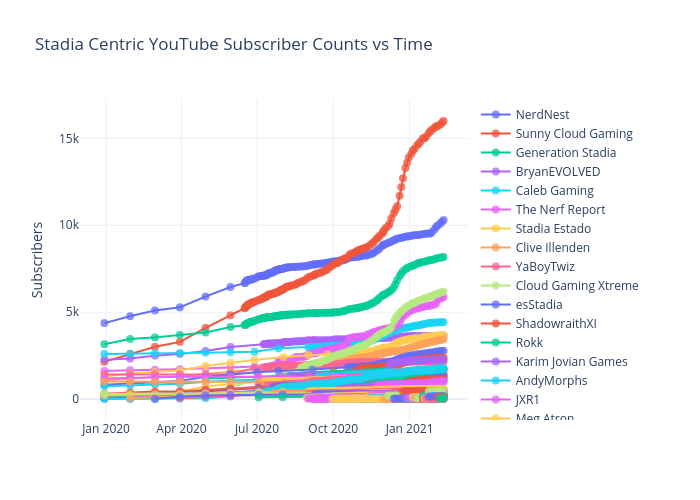 Stadia Centric YouTube Subscriber Counts vs Time
Subscribers
15k
10k
5k
0
Jan 2020
Apr 2020
Jul 2020
Oct 2020
Jan 2021
NerdNest
Sunny Cloud Gaming
Generation Stadia
BryanEVOLVED
Caleb Gaming
The Nerf Report
Stadia Estado
Clive Illenden
YaBoyTwiz
Cloud Gaming Xtreme
esStadia
ShadowraithXI
Rokk
Karim Jovian Games
AndyMorphs
JXR1
Meg Atron